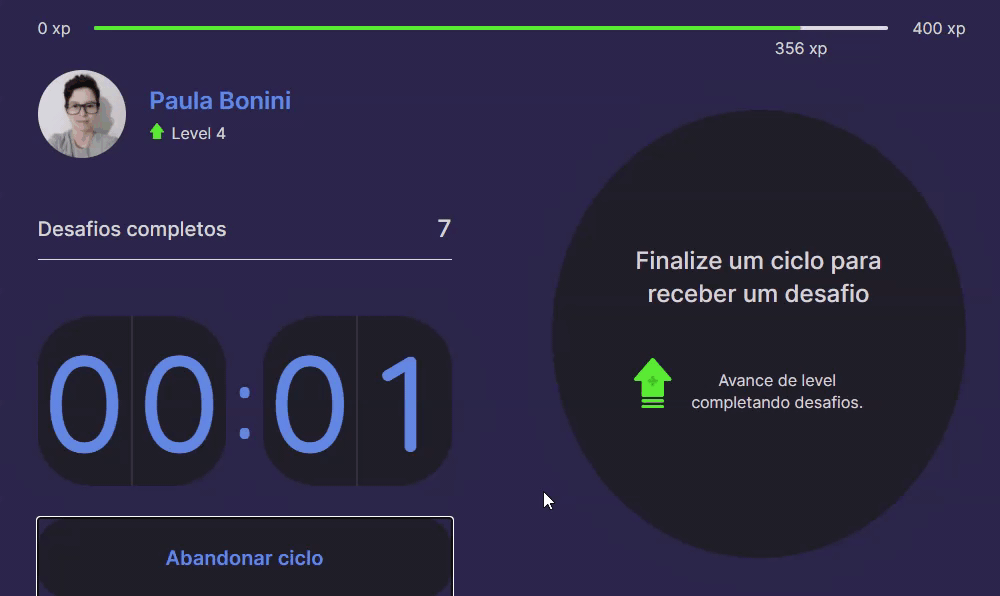 0 xp
400 xp
356 xp
Paula Bonini
Level 4
Desafios completos
7
00:01
Abandonar ciclo
Finalize um ciclo para
receber um desafio
Avance de level
completando desafios.